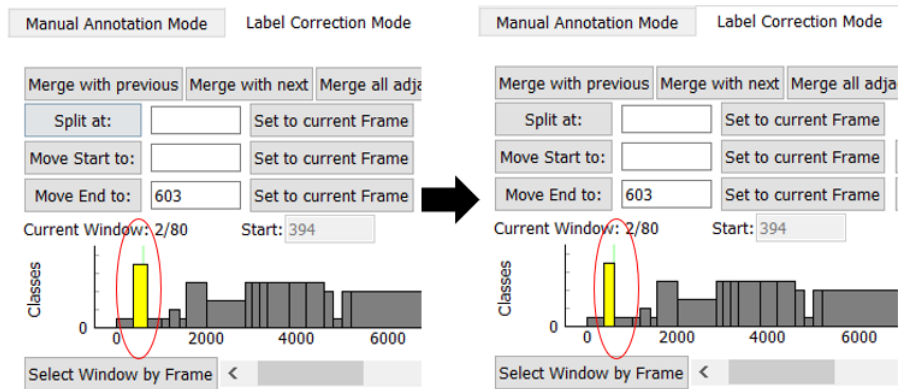 Manual Annotation Mode Label Correction Mode
Merge with previous Merge with next Merge all adja
Split at: Set to current Frame
Move Start to: Set to current Frame
Move End to: 603 Set to current Frame
Current Window: 2/80 Start: 394
Classes
0
0 2000 4000 6000
Select Window by Frame <
Manual Annotation Mode Label Correction Mode
Merge with previous Merge with next Merge all adja
Split at: Set to current Frame
Move Start to: Set to current Frame
Move End to: 603 Set to current Frame
Current Window: 2/80 Start: 394
Classes
0
0 2000 4000 6000
Select Window by Frame <